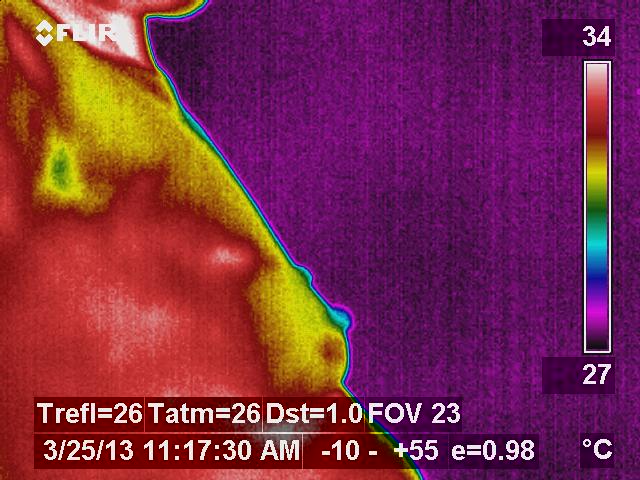 FLIR
34
27
Trefl=26 Tatm=26 Dst=1.0 FOV 23
3/25/13 11:17:30 AM -10 - +55 e=0.98 °C